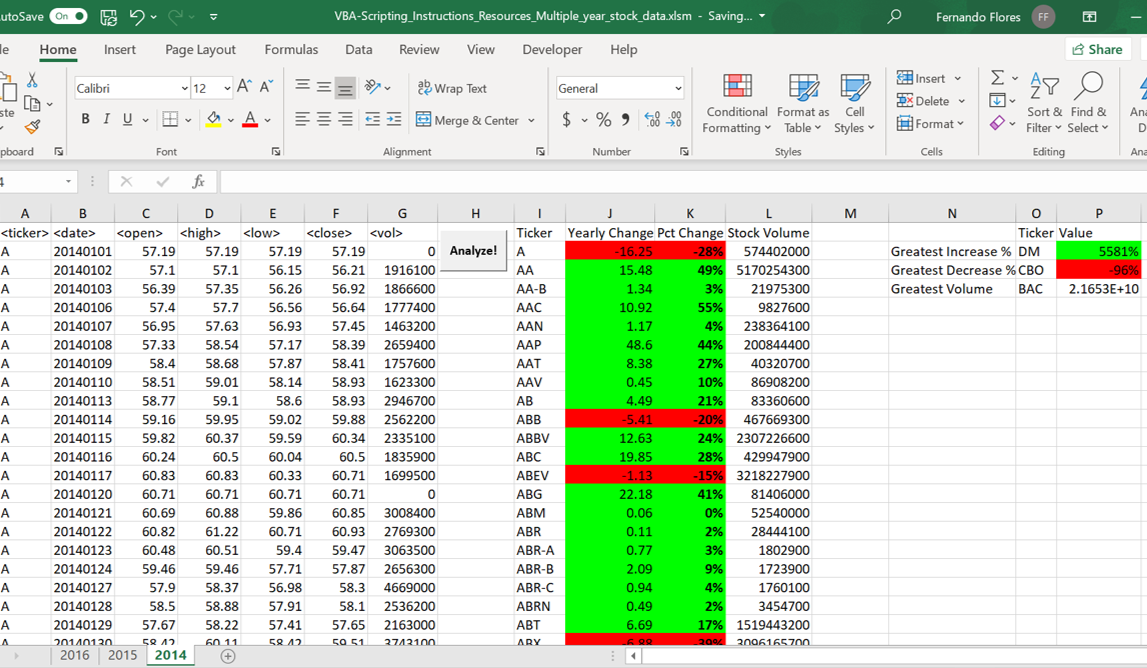 utoSave On VBA-Scripting_Instructions_Resources_Multiple_year_stock_data.xlsm - Saving... Fernando Flores FF
le Home Insert Page Layout Formulas Data Review View Developer Help Share
ste Calibri 12 A A ab Wrap Text General Conditional Formatting Format as Table Cell Styles Insert Sort & Filter Find & Select Ana
B I U A Merge & Center $ % Delete D
Format
pboard Font Alignment Number Styles Cells Editing Ana
4 fx
A B C D E F G H I J K L M N O P
<ticker> <date> <open> <high> <low> <close> <vol> Ticker Yearly Change Pct Change Stock Volume Ticker Value
A 20140101 57.19 57.19 57.19 57.19 0 Analyze! A -16.25 -28% 574402000 Greatest Increase % DM 5581%
A 20140102 57.1 57.1 56.15 56.21 1916100 AA 15.48 49% 5170254300 Greatest Decrease % CBO -96%
A 20140103 56.39 57.35 56.26 56.92 1866600 AA-B 1.34 3% 21975300 Greatest Volume BAC 2.1653E+10
A 20140106 57.4 57.7 56.56 56.64 1777400 AAC 10.92 55% 9827600
A 20140107 56.95 57.63 56.93 57.45 1463200 AAN 1.17 4% 238364100
A 20140108 57.33 58.54 57.17 58.39 2659400 AAP 48.6 44% 200844400
A 20140109 58.4 58.68 57.87 58.41 1757600 AAT 8.38 27% 40320700
A 20140110 58.51 59.01 58.14 58.93 1623300 AAV 0.45 10% 86908200
A 20140113 58.77 59.1 58.6 58.93 2946700 AB 4.49 21% 83360600
A 20140114 59.16 59.95 59.02 59.88 2562200 ABB -5.41 -20% 467669300
A 20140115 59.82 60.37 59.59 60.34 2335100 ABBV 12.63 24% 2307226600
A 20140116 60.24 60.5 60.04 60.5 1835900 ABC 19.85 28% 429947900
A 20140117 60.83 60.83 60.33 60.71 1699500 ABEV -1.13 -15% 3218227900
A 20140120 60.71 60.71 60.71 60.71 0 ABG 22.18 41% 81406000
A 20140121 60.69 60.88 59.86 60.85 3008400 ABM 0.06 0% 52540000
A 20140122 60.82 61.22 60.71 60.93 2769300 ABR 0.11 2% 28444100
A 20140123 60.48 60.51 59.4 59.47 3063500 ABR-A 0.77 3% 1802900
A 20140124 59.46 59.46 57.71 57.87 2656300 ABR-B 2.09 9% 1723900
A 20140127 57.9 58.37 56.98 58.3 4669000 ABR-C 0.94 4% 1760100
A 20140128 58.5 58.88 57.91 58.1 2536200 ABRN 0.49 2% 3454700
A 20140129 57.67 58.22 57.41 57.65 2163000 ABT 6.69 17% 1519443200
A 20140130 58.42 60.11 58.42 59.51 3743100 ABX -6.88 -39% 3096165700
2016 2015 2014